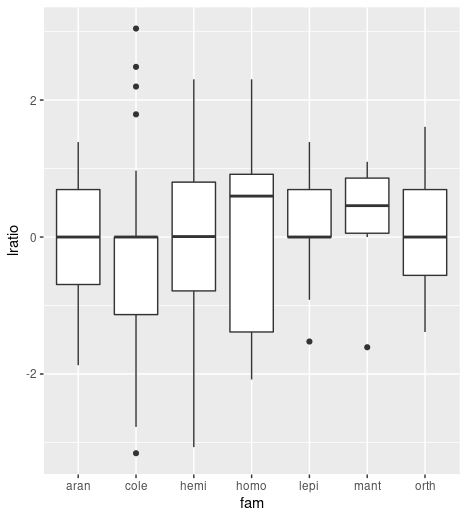 lratio
2
0
-2
aran cole hemi homo lepi mant orth
fam